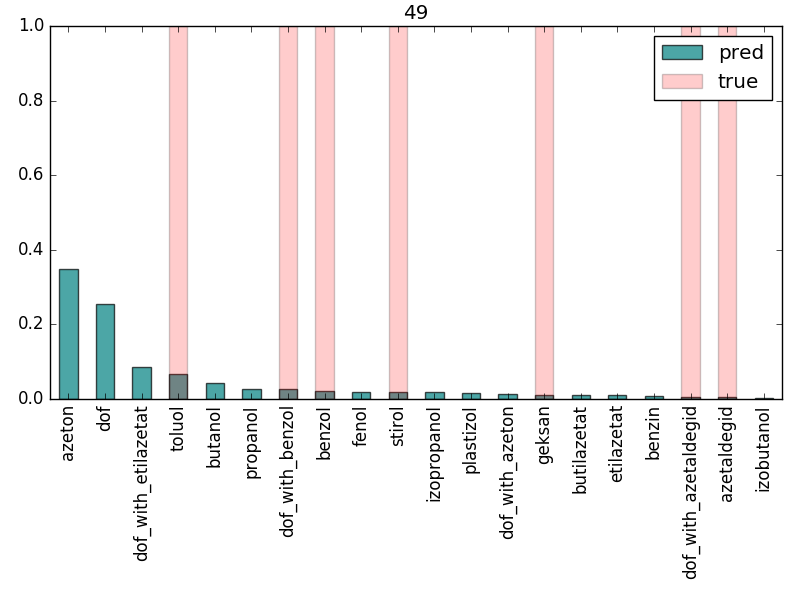 49
1.0
0.8
0.6
0.4
0.2
0.0
pred
true
azeton
dof
dof_with_etilazetat
toluol
butanol
propanol
dof_with_benzol
benzol
fenol
stirol
izopropanol
plastizol
dof_with_azeton
geksan
butilazetat
etilazetat
benzin
dof_with_azetaldegid
azetaldegid
izobutanol